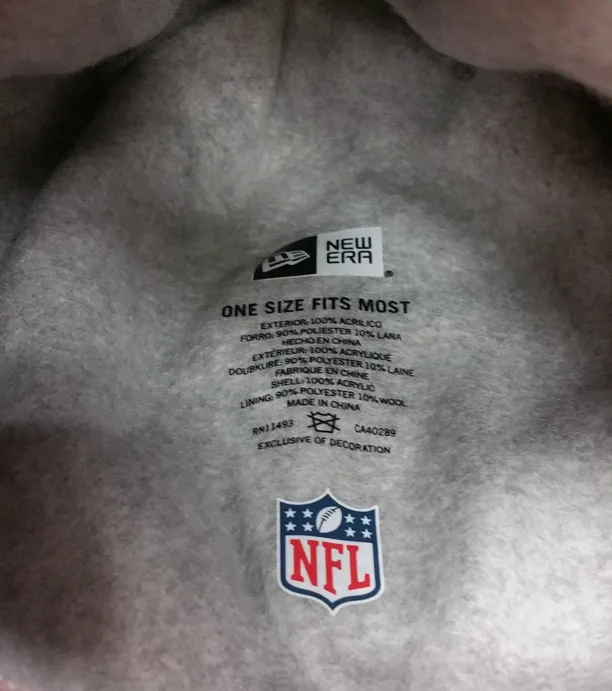 NEW
ERA
®
ONE SIZE FITS MOST
EXTERIOR: 100% ACRILICO
FORRO: 90% POLIESTER 10% LANA
HECHO EN CHINA
EXTÉRIEUR: 100% ACRYLIQUE
DOUBKURE: 90% POLYESTER 10% LAINE
FABRIQUE EN CHINE
SHELL: 100% ACRYLIC
LINING: 90% POLYESTER 10% WOOL
MADE IN CHINA
RN11493 CA40289
EXCLUSIVE OF DECORATION
NFL